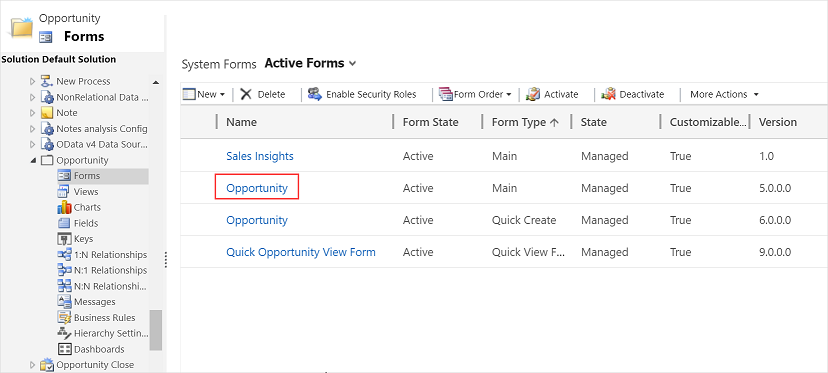 Opportunity
Forms
Solution Default Solution
New Process
NonRelational Data ...
Note
Notes analysis Config
OData v4 Data Sour...
Opportunity
Forms
Views
Charts
Fields
Keys
1:N Relationships
N:1 Relationships
N:N Relationshi...
Messages
Business Rules
Hierarchy Settin...
Dashboards
Opportunity Close
System Forms Active Forms
New Delete Enable Security Roles Form Order Activate Deactivate More Actions
Name Form State Form Type State Customizable... Version
Sales Insights Active Main Managed True 1.0
Opportunity Active Main Managed True 5.0.0.0
Opportunity Active Quick Create Managed True 6.0.0.0
Quick Opportunity View Form Active Quick View F... Managed True 9.0.0.0